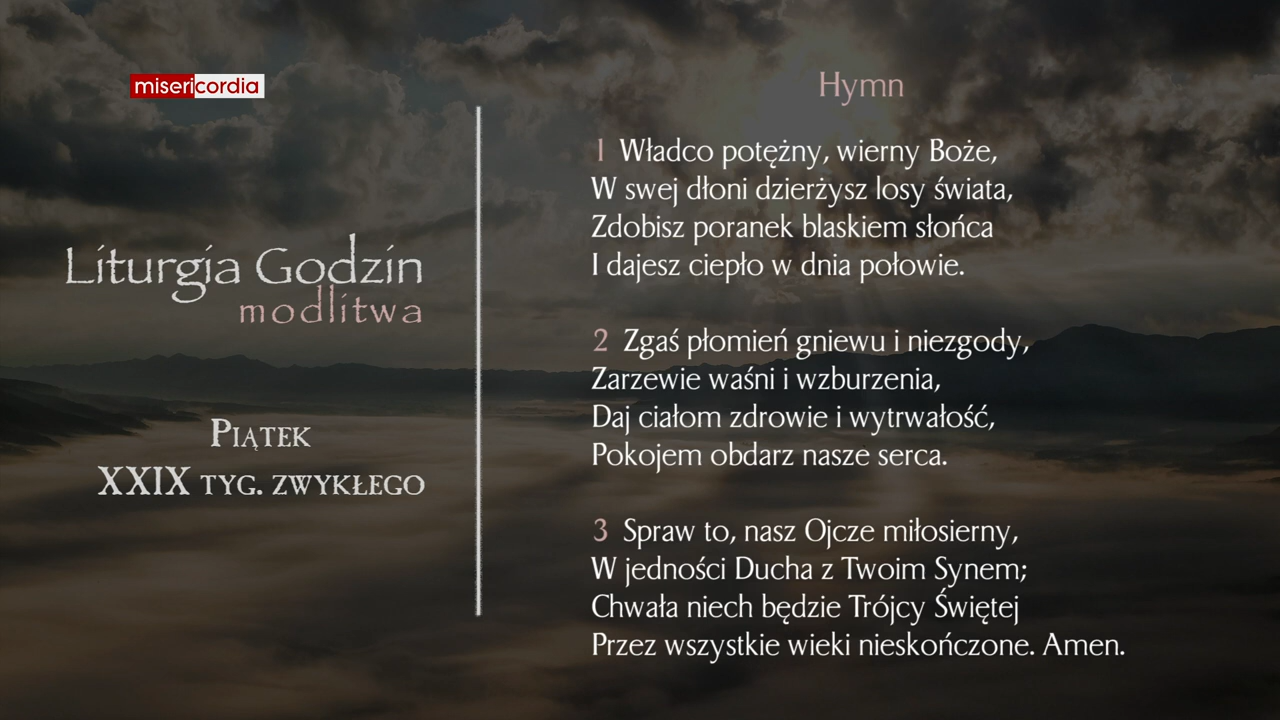 misericordia
Liturgia Godzin
modlitwa
Piątek
XXIX tyg. zwykłego
Hymn
1 Władco potężny, wierny Boże,
W swej dłoni dzierżysz losy świata,
Zdobisz poranek blaskiem słońca
I dajesz ciepło w dnia połowie.
2 Zgaś płomień gniewu i niezgody,
Zarzewie waśni i wzburzenia,
Daj ciałom zdrowie i wytrwałość,
Pokojem obdarz nasze serca.
3 Spraw to, nasz Ojcze miłosierny,
W jedności Ducha z Twoim Synem;
Chwała niech będzie Trójcy Świętej
Przez wszystkie wieki nieskończone. Amen.